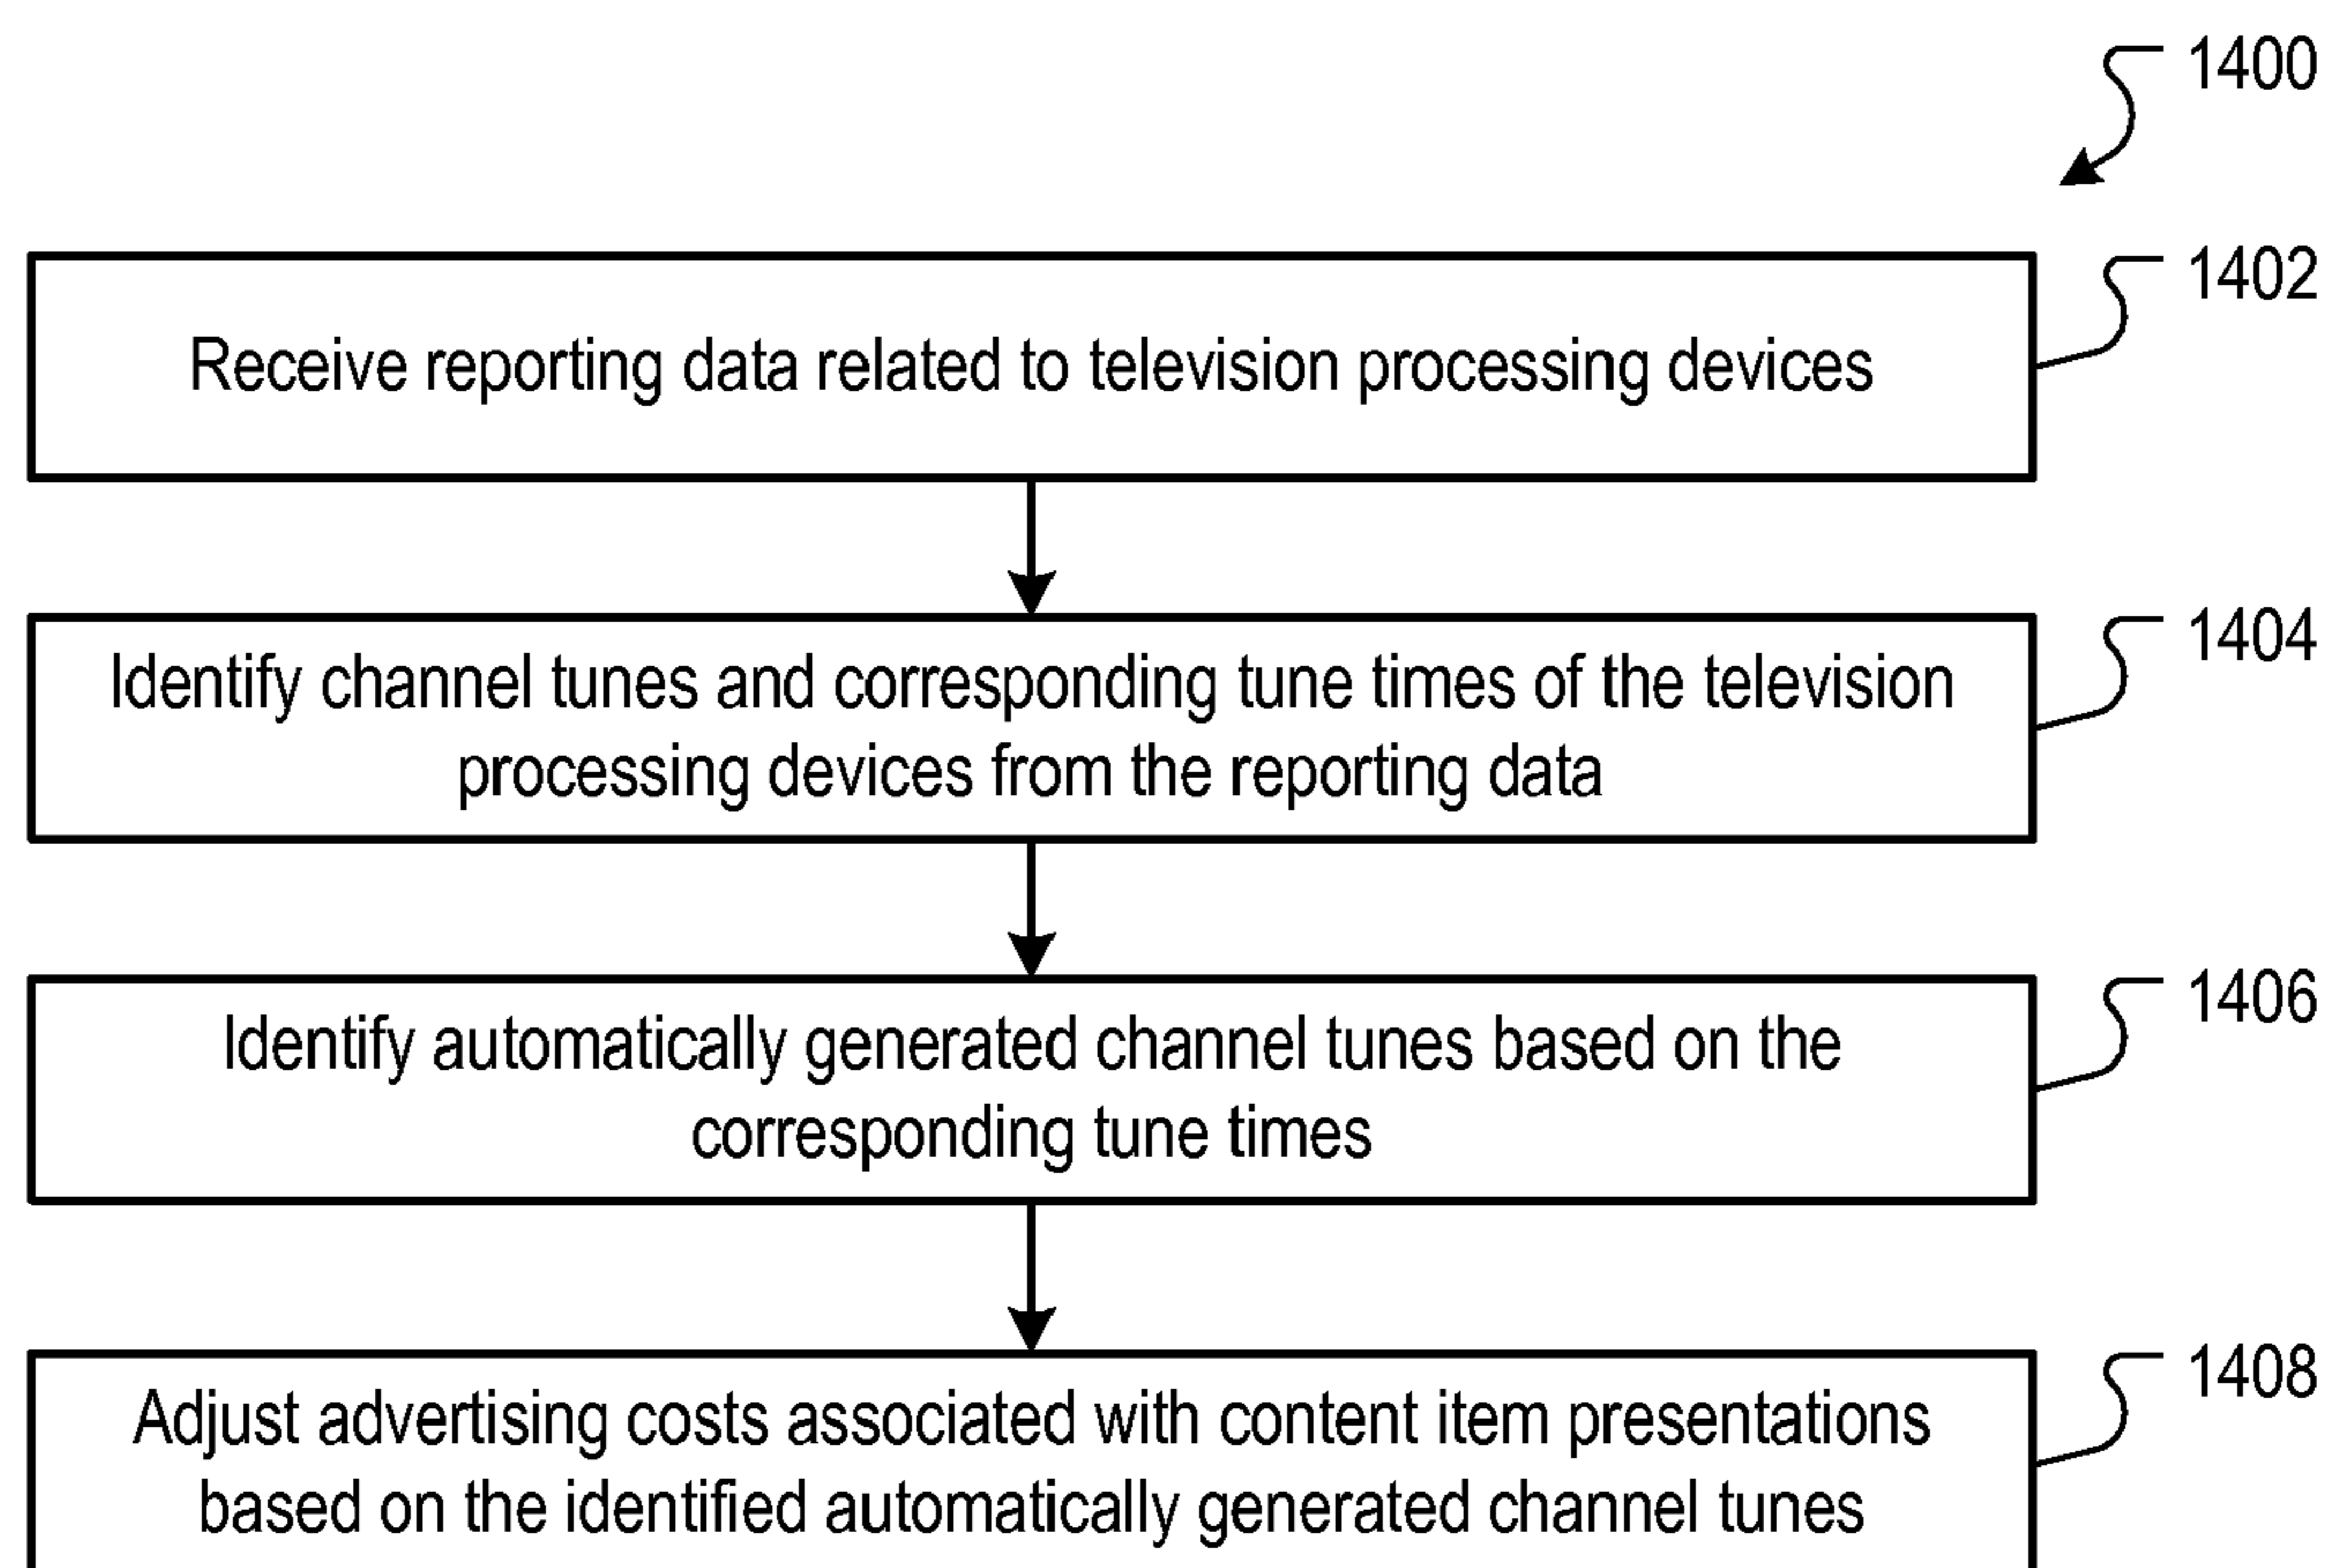 1400
1402
Receive reporting data related to television processing devices
1404
Identify channel tunes and corresponding tune times of the television
processing devices from the reporting data
1406
Identify automatically generated channel tunes based on the
corresponding tune times
1408
Adjust advertising costs associated with content item presentations
based on the identified automatically generated channel tunes